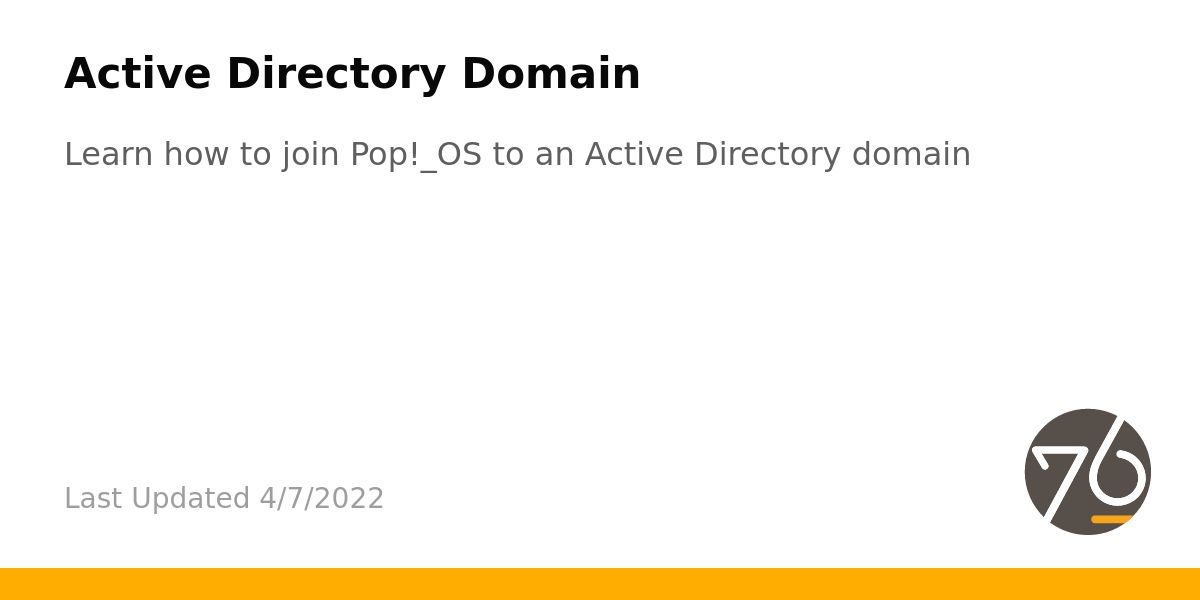 Active Directory Domain
Learn how to join Pop!_OS to an Active Directory domain
Last Updated 4/7/2022
76